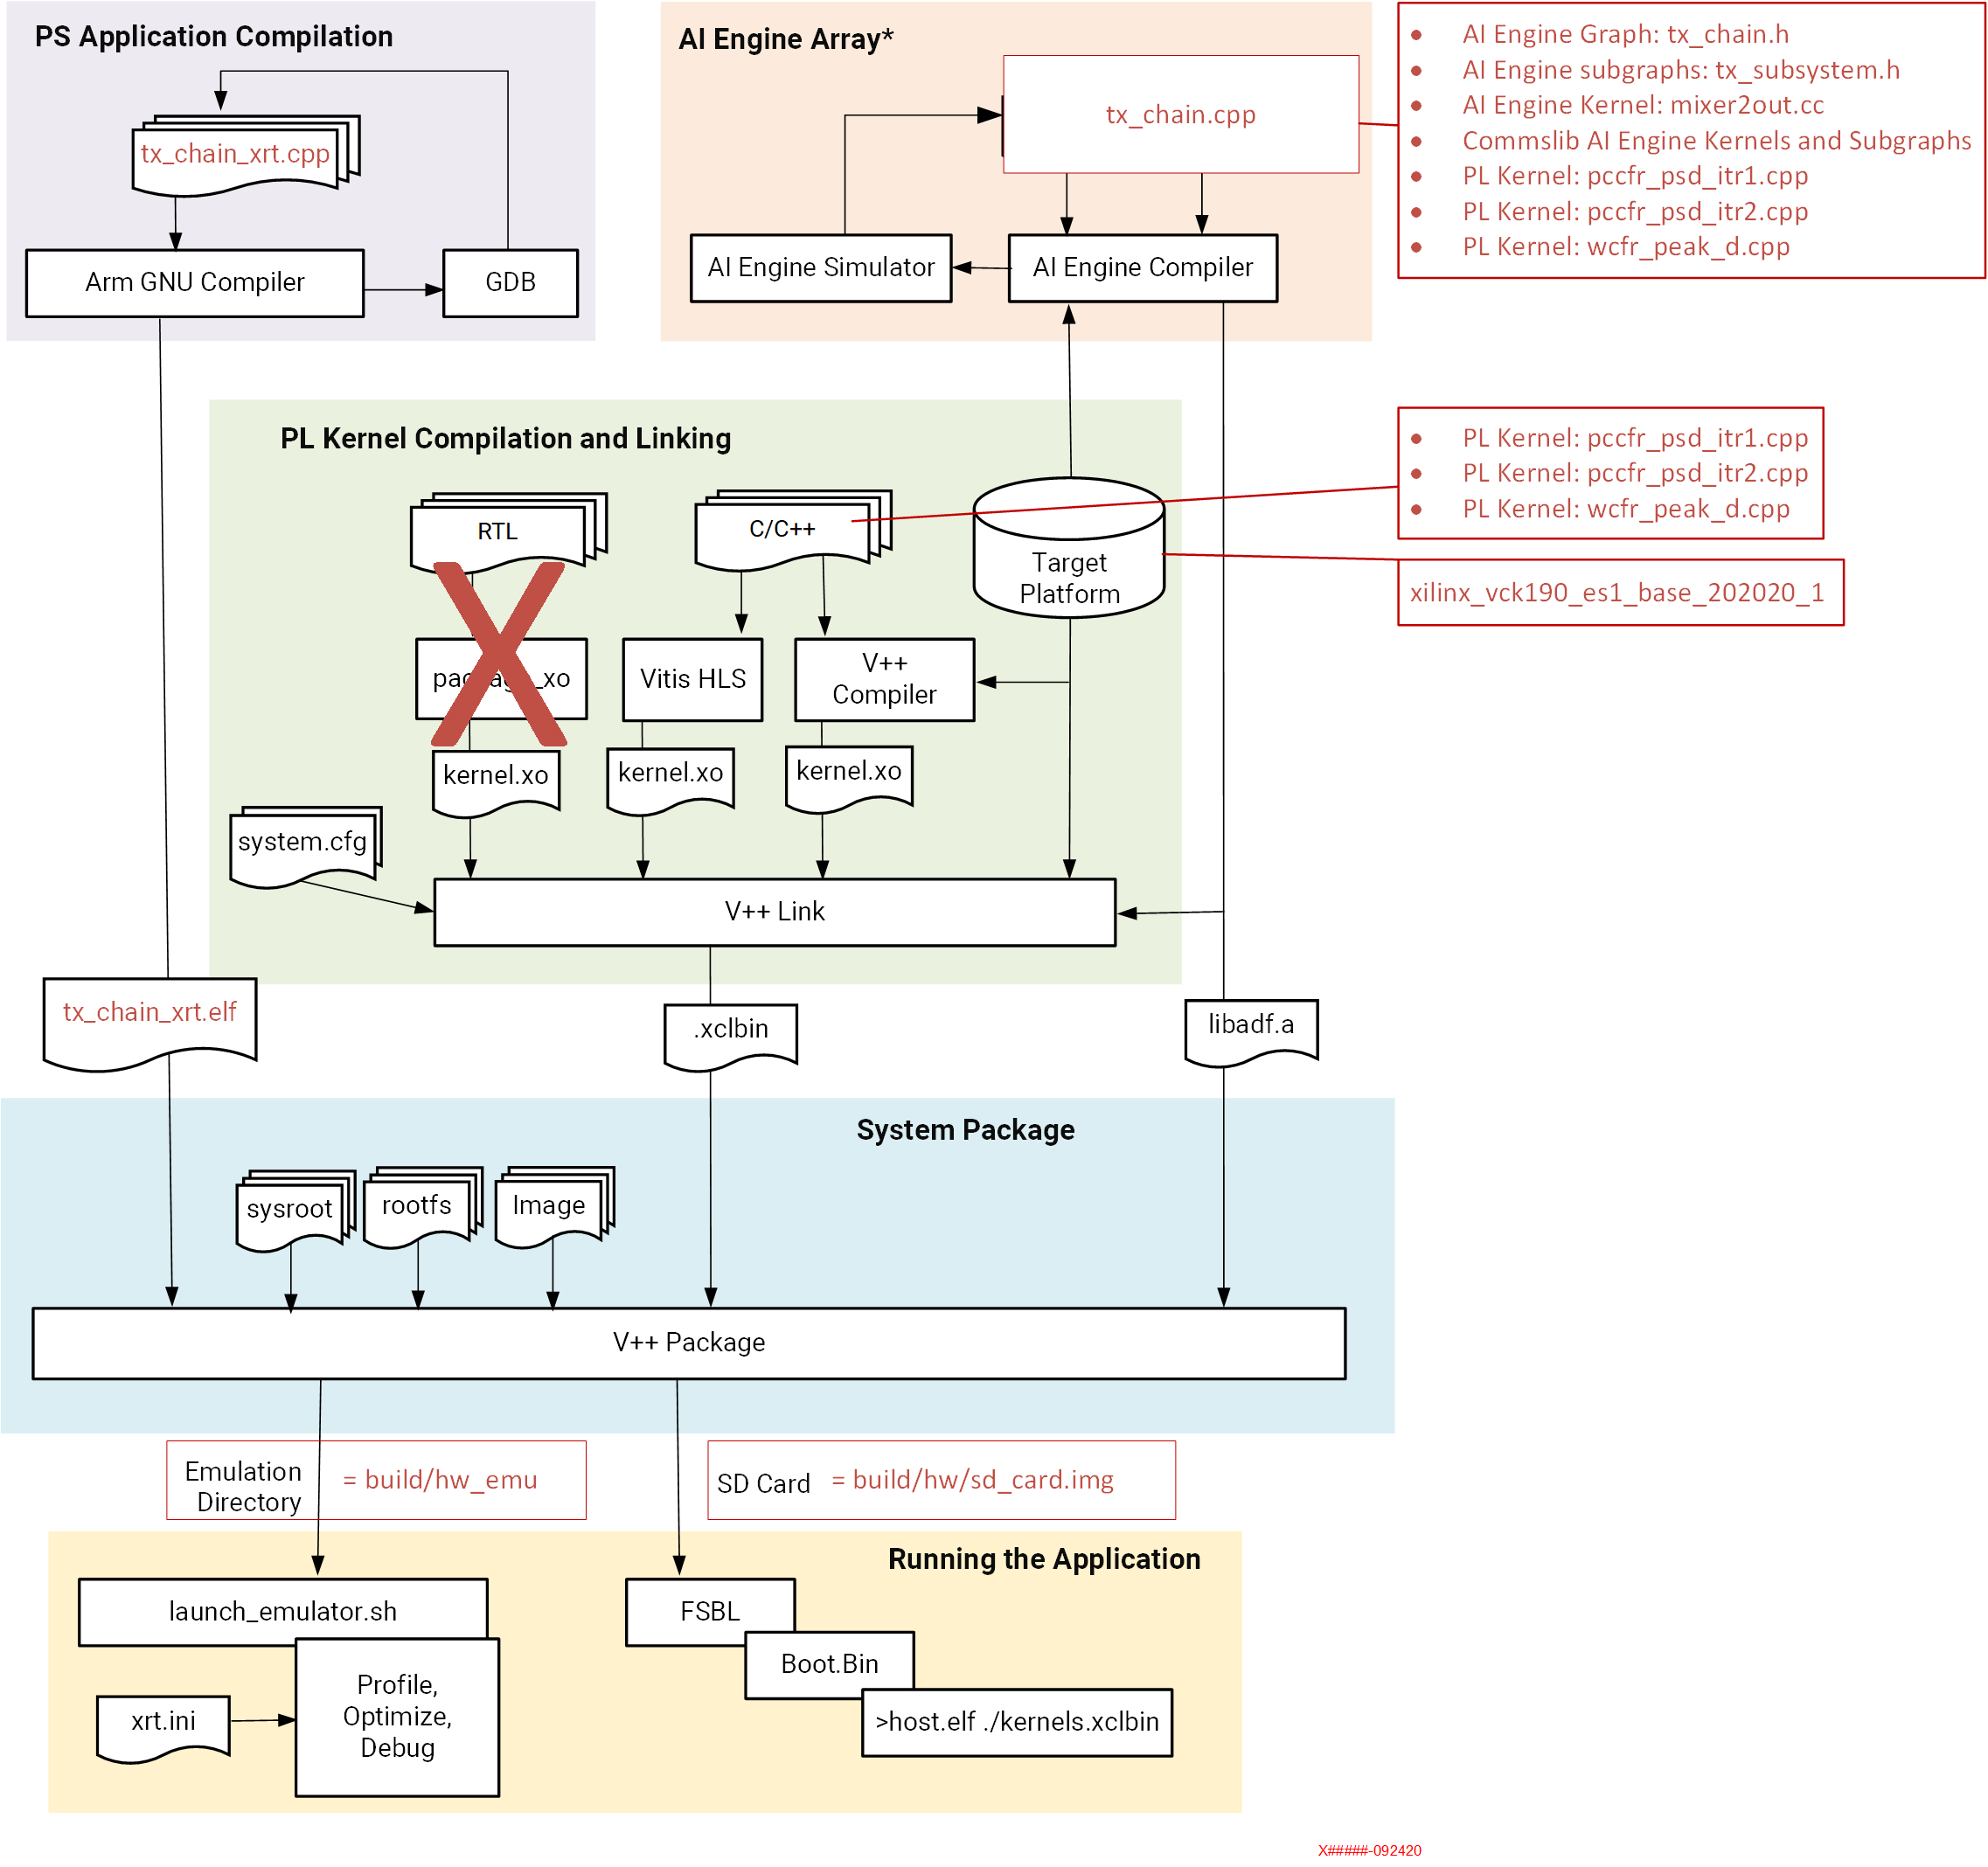 PS Application Compilation
tx_chain_xrt.cpp
Arm GNU Compiler
GDB
AI Engine Array*
tx_chain.cpp
AI Engine Simulator
AI Engine Compiler
• AI Engine Graph: tx_chain.h
• AI Engine subgraphs: tx_subsystem.h
• AI Engine Kernel: mixer2out.cc
• Commslib AI Engine Kernels and Subgraphs
• PL Kernel: pccfr_psd_itr1.cpp
• PL Kernel: pccfr_psd_itr2.cpp
• PL Kernel: wcfr_peak_d.cpp
PL Kernel Compilation and Linking
RTL
C/C++
Target
Platform
• PL Kernel: pccfr_psd_itr1.cpp
• PL Kernel: pccfr_psd_itr2.cpp
• PL Kernel: wcfr_peak_d.cpp
xilinx_vck190_es1_base_202020_1
package_xo
Vitis HLS
V++
Compiler
kernel.xo
kernel.xo
kernel.xo
system.cfg
V++ Link
tx_chain_xrt.elf
.xclbin
libadf.a
System Package
sysroot
rootfs
Image
V++ Package
Emulation
Directory
= build/hw_emu
SD Card = build/hw/sd_card.img
Running the Application
launch_emulator.sh
Profile,
Optimize,
Debug
xrt.ini
FSBL
Boot.Bin
>host.elf ./kernels.xclbin
X#####-092420